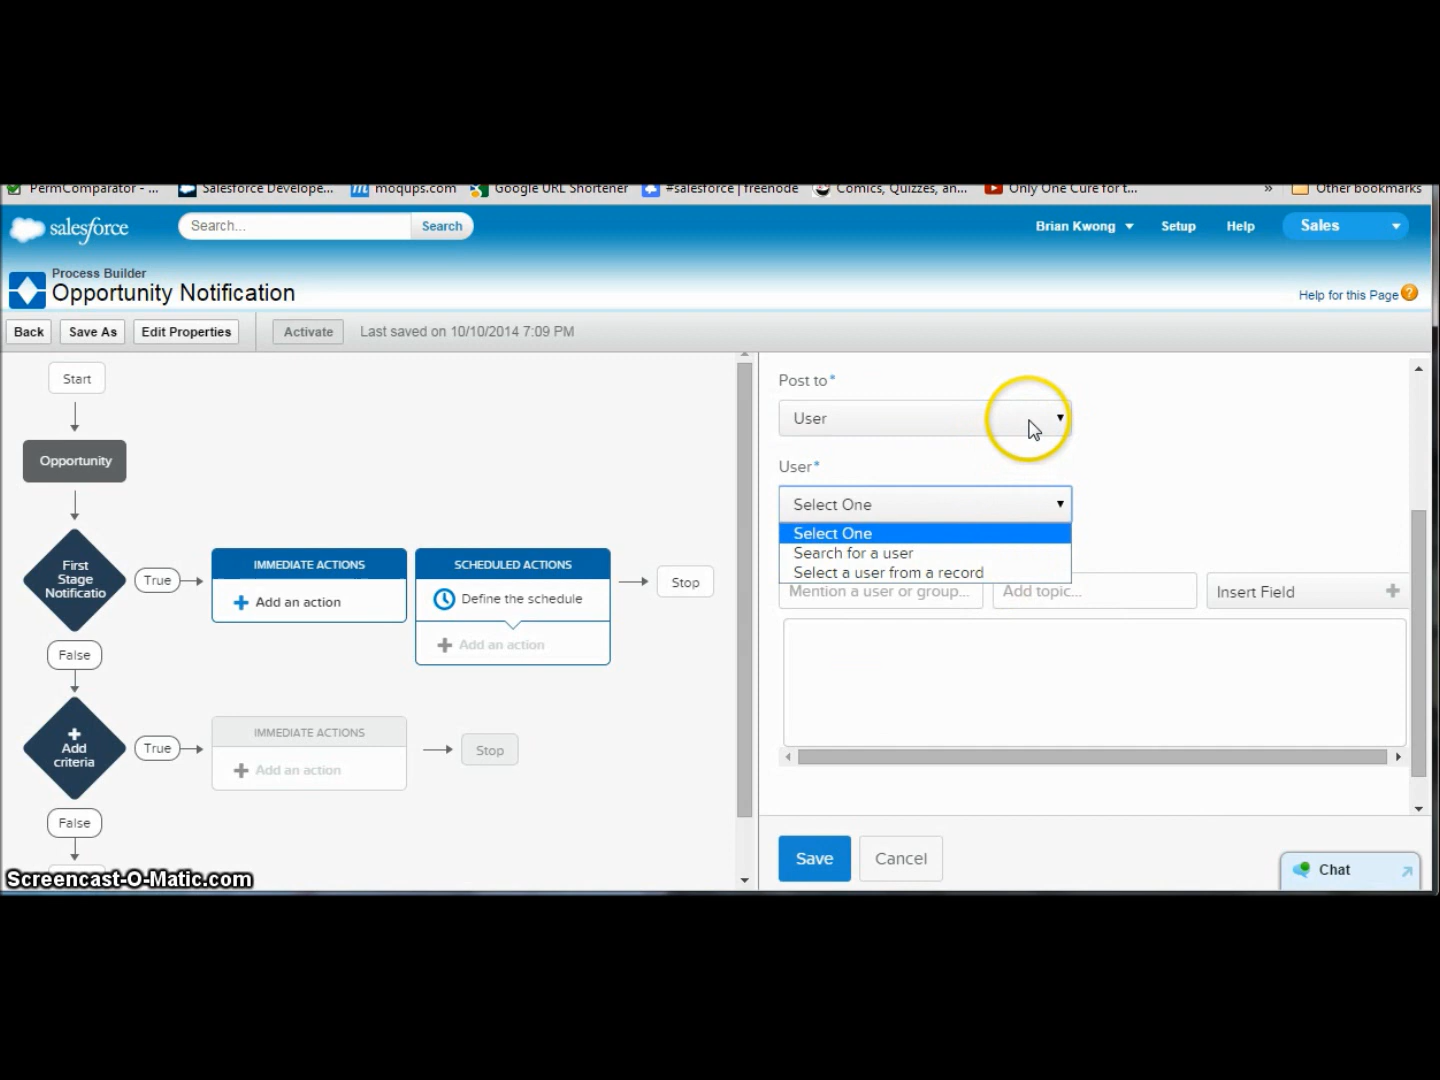 PermComparator - ...
Salesforce Develope...
moqups.com
Google URL Shortener
#salesforce | freenode
Comics, Quizzes, an...
Only One Cure for t...
»
Other bookmarks
salesforce
Search...
Search
Brian Kwong
Setup
Help
Sales
Process Builder
Opportunity Notification
Help for this Page
?
Back
Save As
Edit Properties
Activate
Last saved on 10/10/2014 7:09 PM
Start
Opportunity
First
Stage
Notificatio
True
IMMEDIATE ACTIONS
Add an action
SCHEDULED ACTIONS
Define the schedule
Add an action
Stop
False
Add
criteria
True
IMMEDIATE ACTIONS
Add an action
Stop
False
Post to*
User
User*
Select One
Select One
Search for a user
Select a user from a record
Mention a user or group...
Add topic...
Insert Field
Save
Cancel
Chat
Screencast-O-Matic.com